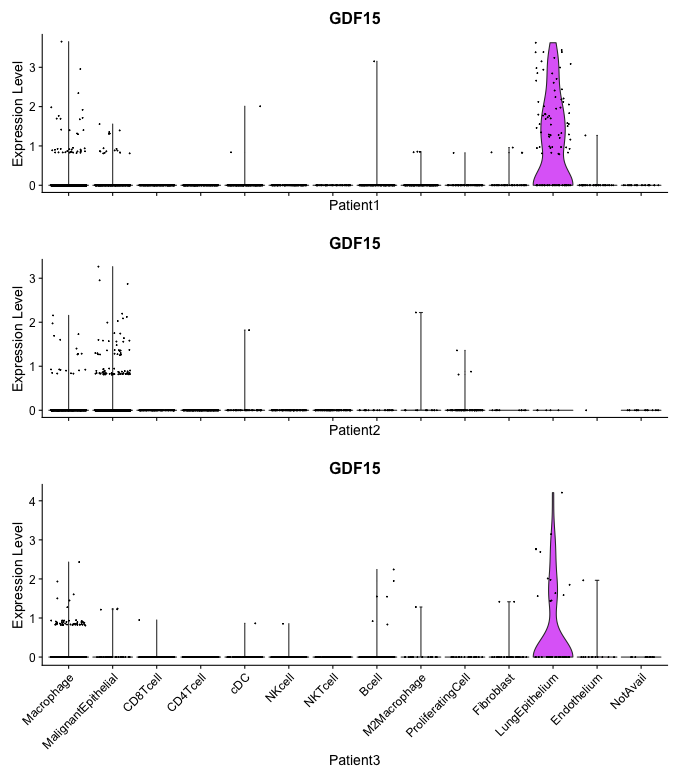 GDF15
Expression Level
3
2
1
0
Patient1
GDF15
Expression Level
3
2
1
0
Patient2
GDF15
Expression Level
4
3
2
1
0
Macrophage
MalignantEpithelial
CD8Tcell
CD4Tcell
cDC
NKcell
NKTcell
Bcell
M2Macrophage
ProliferatingCell
Fibroblast
LungEpithelium
Endothelium
NotAvail
Patient3